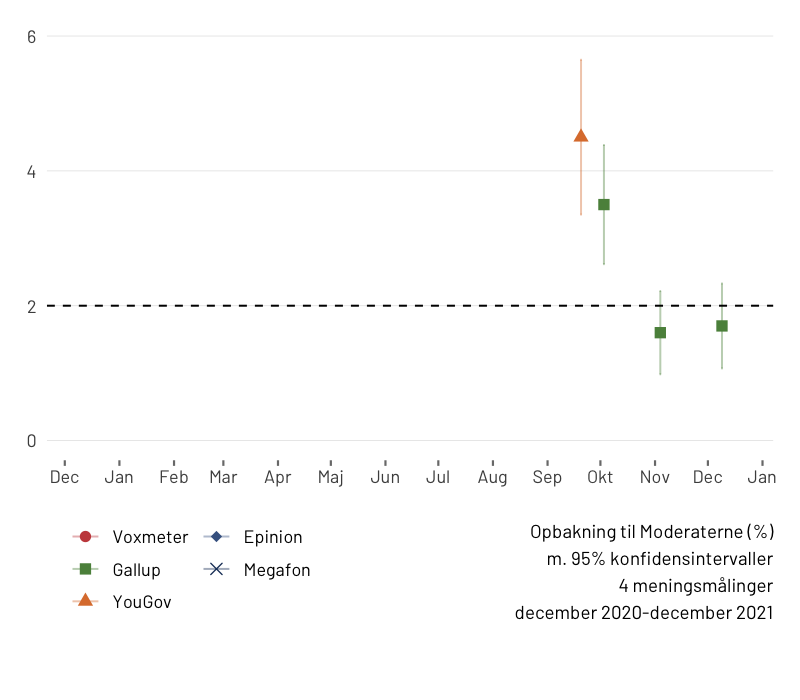 6
4
2
0
Dec Jan Feb Mar Apr Maj Jun Jul Aug Sep Okt Nov Dec Jan
Voxmeter Epinion
Gallup Megafon
YouGov
Opbakning til Moderaterne (%)
m. 95% konfidensintervaller
4 meningsmålinger
december 2020-december 2021